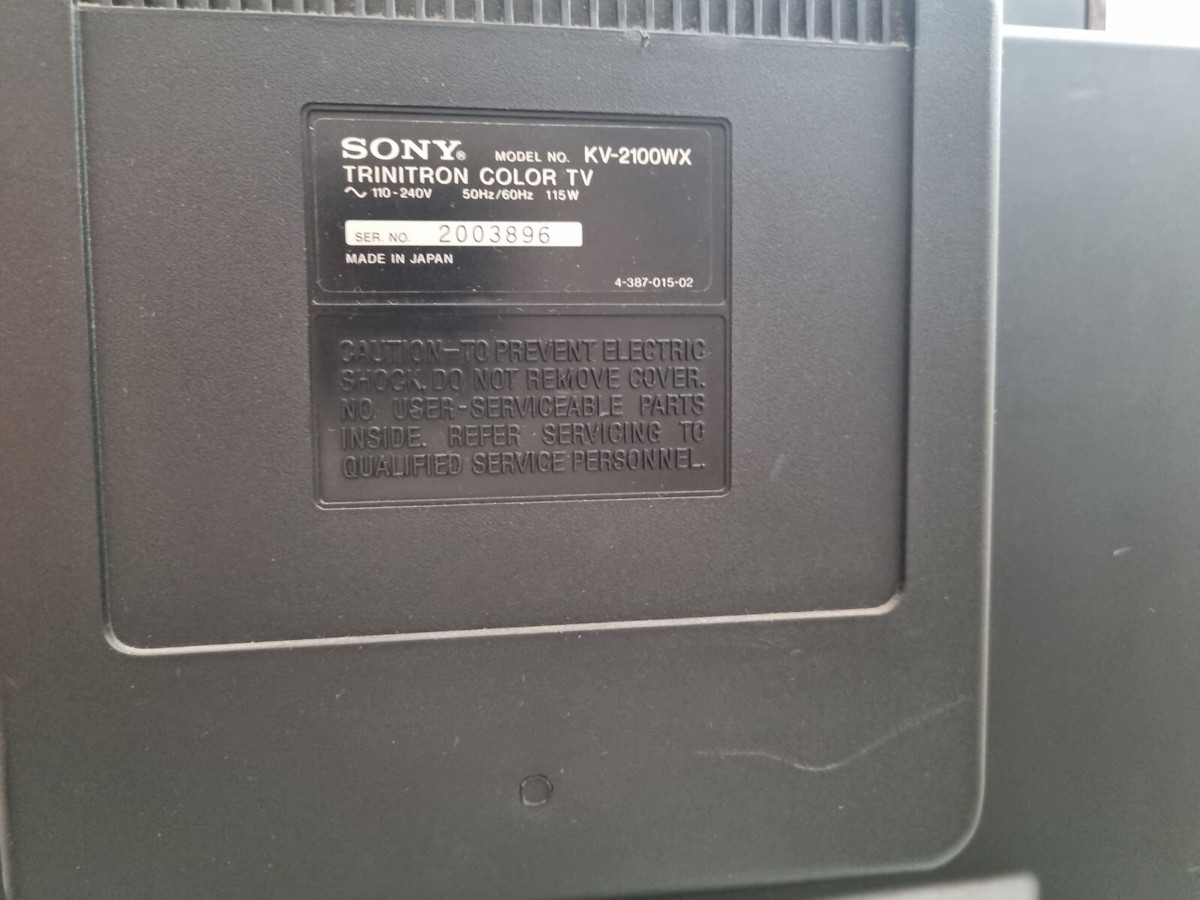 SONY® MODEL NO. KV-2100WX
TRINITRON COLOR TV
∼ 110-240V 50Hz/60Hz 115W
SER. NO. 2003896
MADE IN JAPAN
4-387-015-02
CAUTION—TO PREVENT ELECTRIC
SHOCK, DO NOT REMOVE COVER.
NO USER-SERVICEABLE PARTS
INSIDE. REFER SERVICING TO
QUALIFIED SERVICE PERSONNEL.